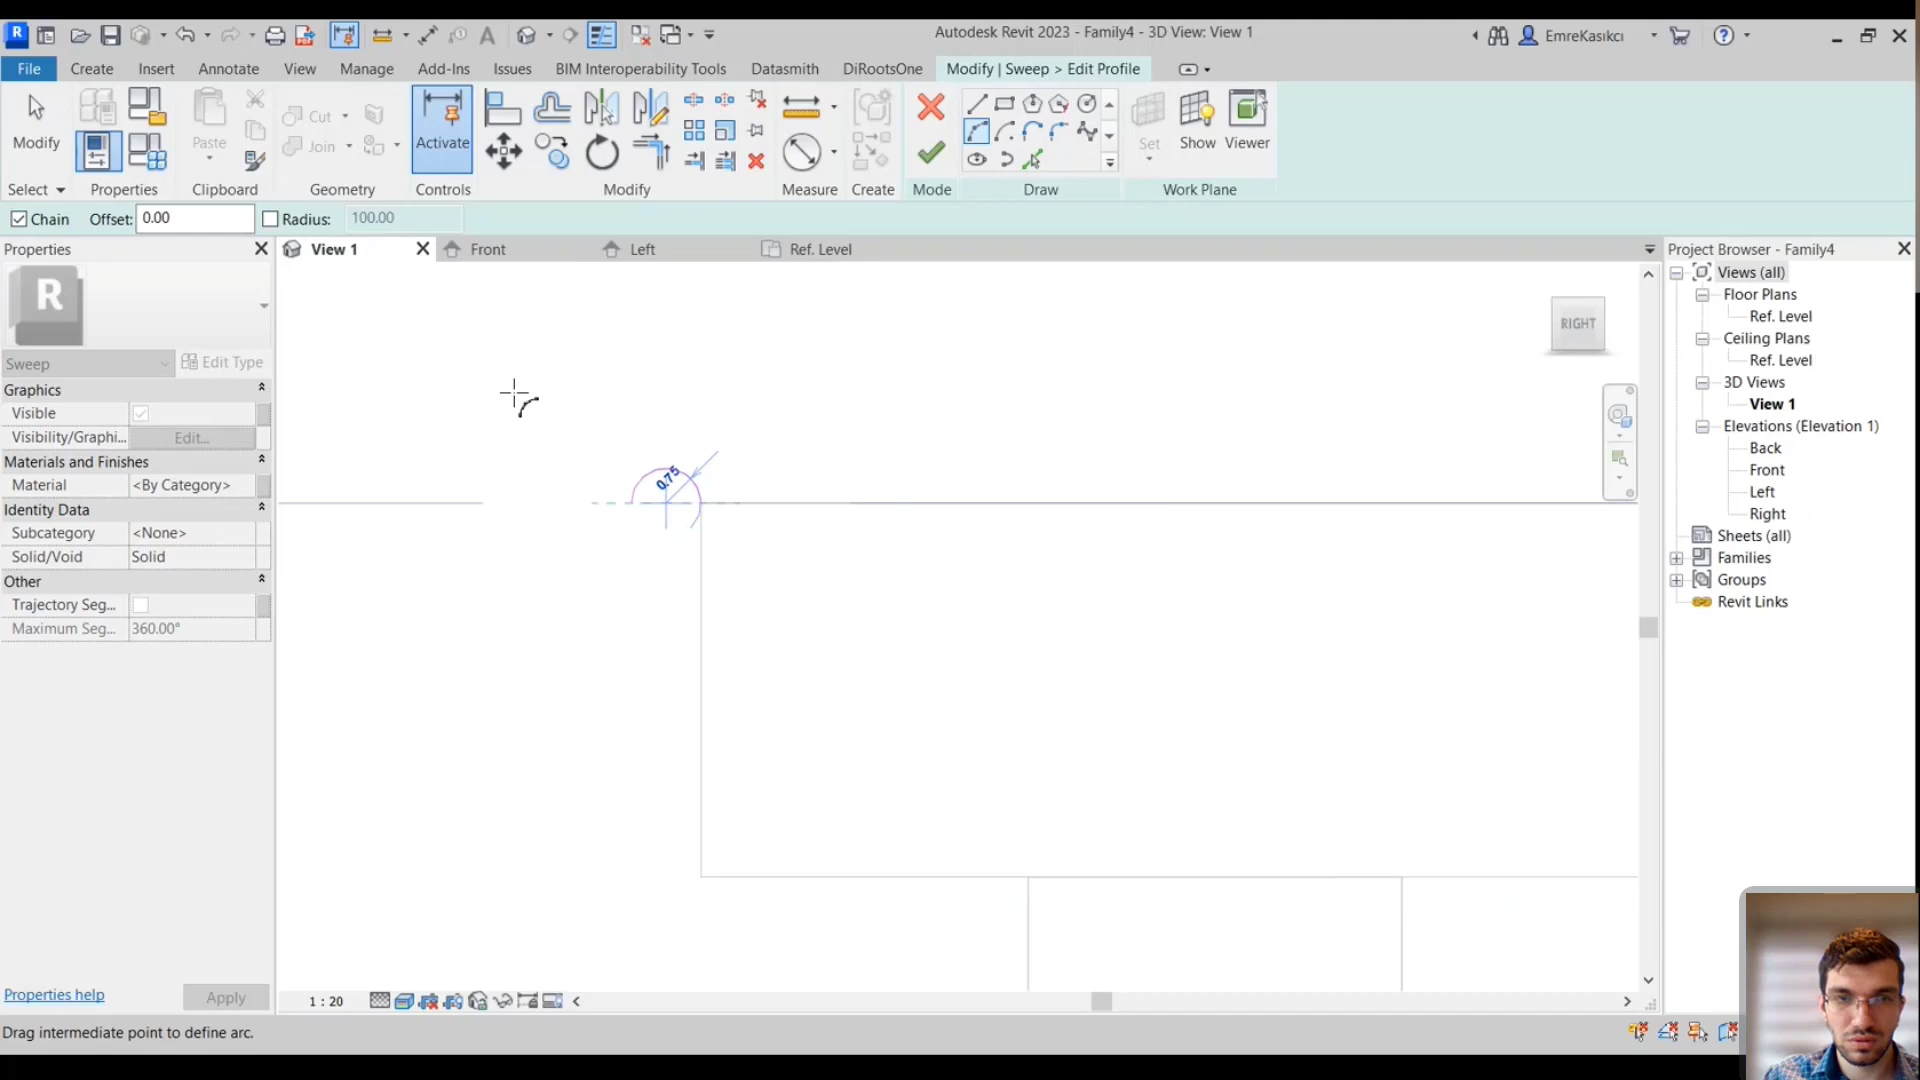 Autodesk Revit 2023 - Family4 - 3D View: View 1
EmreKasıkcı
File Create Insert Annotate View Manage Add-Ins Issues BIM Interoperability Tools Datasmith DiRootsOne Modify | Sweep > Edit Profile
Modify
Paste
Cut
Join
Activate
Set
Show
Viewer
Select
Properties
Clipboard
Geometry
Controls
Modify
Measure
Create
Mode
Draw
Work Plane
Chain Offset: 0.00 Radius: 100.00
Properties
R
Sweep Edit Type
Graphics
Visible
Visibility/Graphi... Edit...
Materials and Finishes
Material <By Category>
Identity Data
Subcategory <None>
Solid/Void Solid
Other
Trajectory Seg...
Maximum Seg... 360.00°
Properties help Apply
View 1 Front Left Ref. Level
RIGHT
0.75
1 : 20
Project Browser - Family4
Views (all)
Floor Plans
Ref. Level
Ceiling Plans
Ref. Level
3D Views
View 1
Elevations (Elevation 1)
Back
Front
Left
Right
Sheets (all)
Families
Groups
Revit Links
Drag intermediate point to define arc.